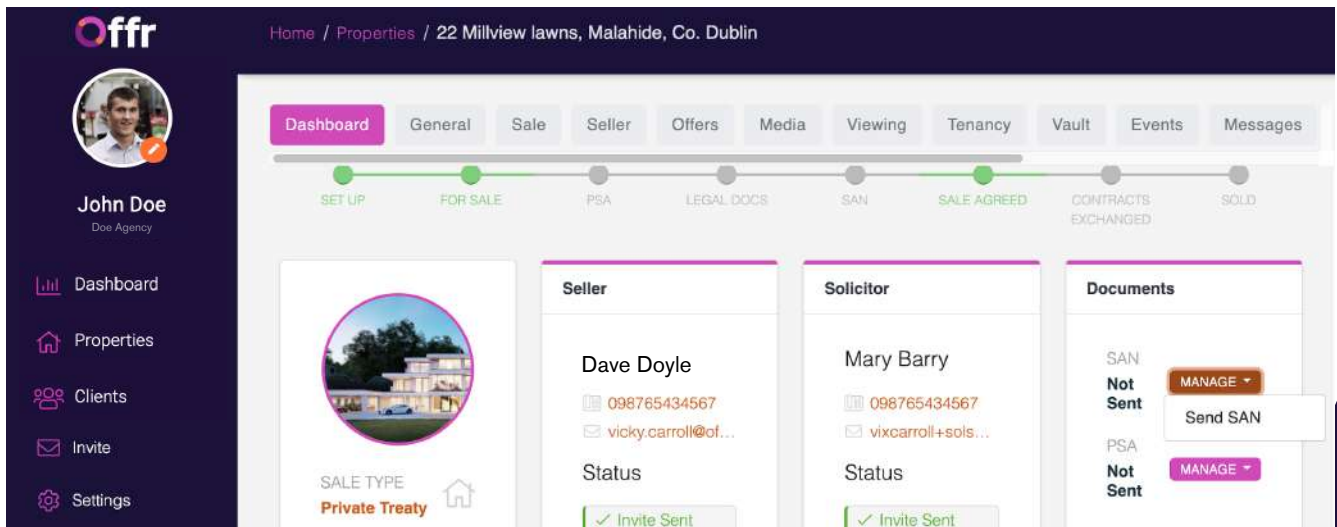 Offr
Home / Properties / 22 Millview lawns, Malahide, Co. Dublin
John Doe
Doe Agency
Dashboard
Properties
Clients
Invite
Settings
Dashboard General Sale Seller Offers Media Viewing Tenancy Vault Events Messages
SET UP FOR SALE PSA LEGAL DOCS SAN SALE AGREED CONTRACTS EXCHANGED SOLD
SALE TYPE
Private Treaty
Seller
Dave Doyle
098765434567
vicky.carroll@of...
Status
✓ Invite Sent
Solicitor
Mary Barry
098765434567
vixcarroll+sols...
Status
✓ Invite Sent
Documents
SAN
Not
Sent
MANAGE
Send SAN
PSA
Not
Sent
MANAGE